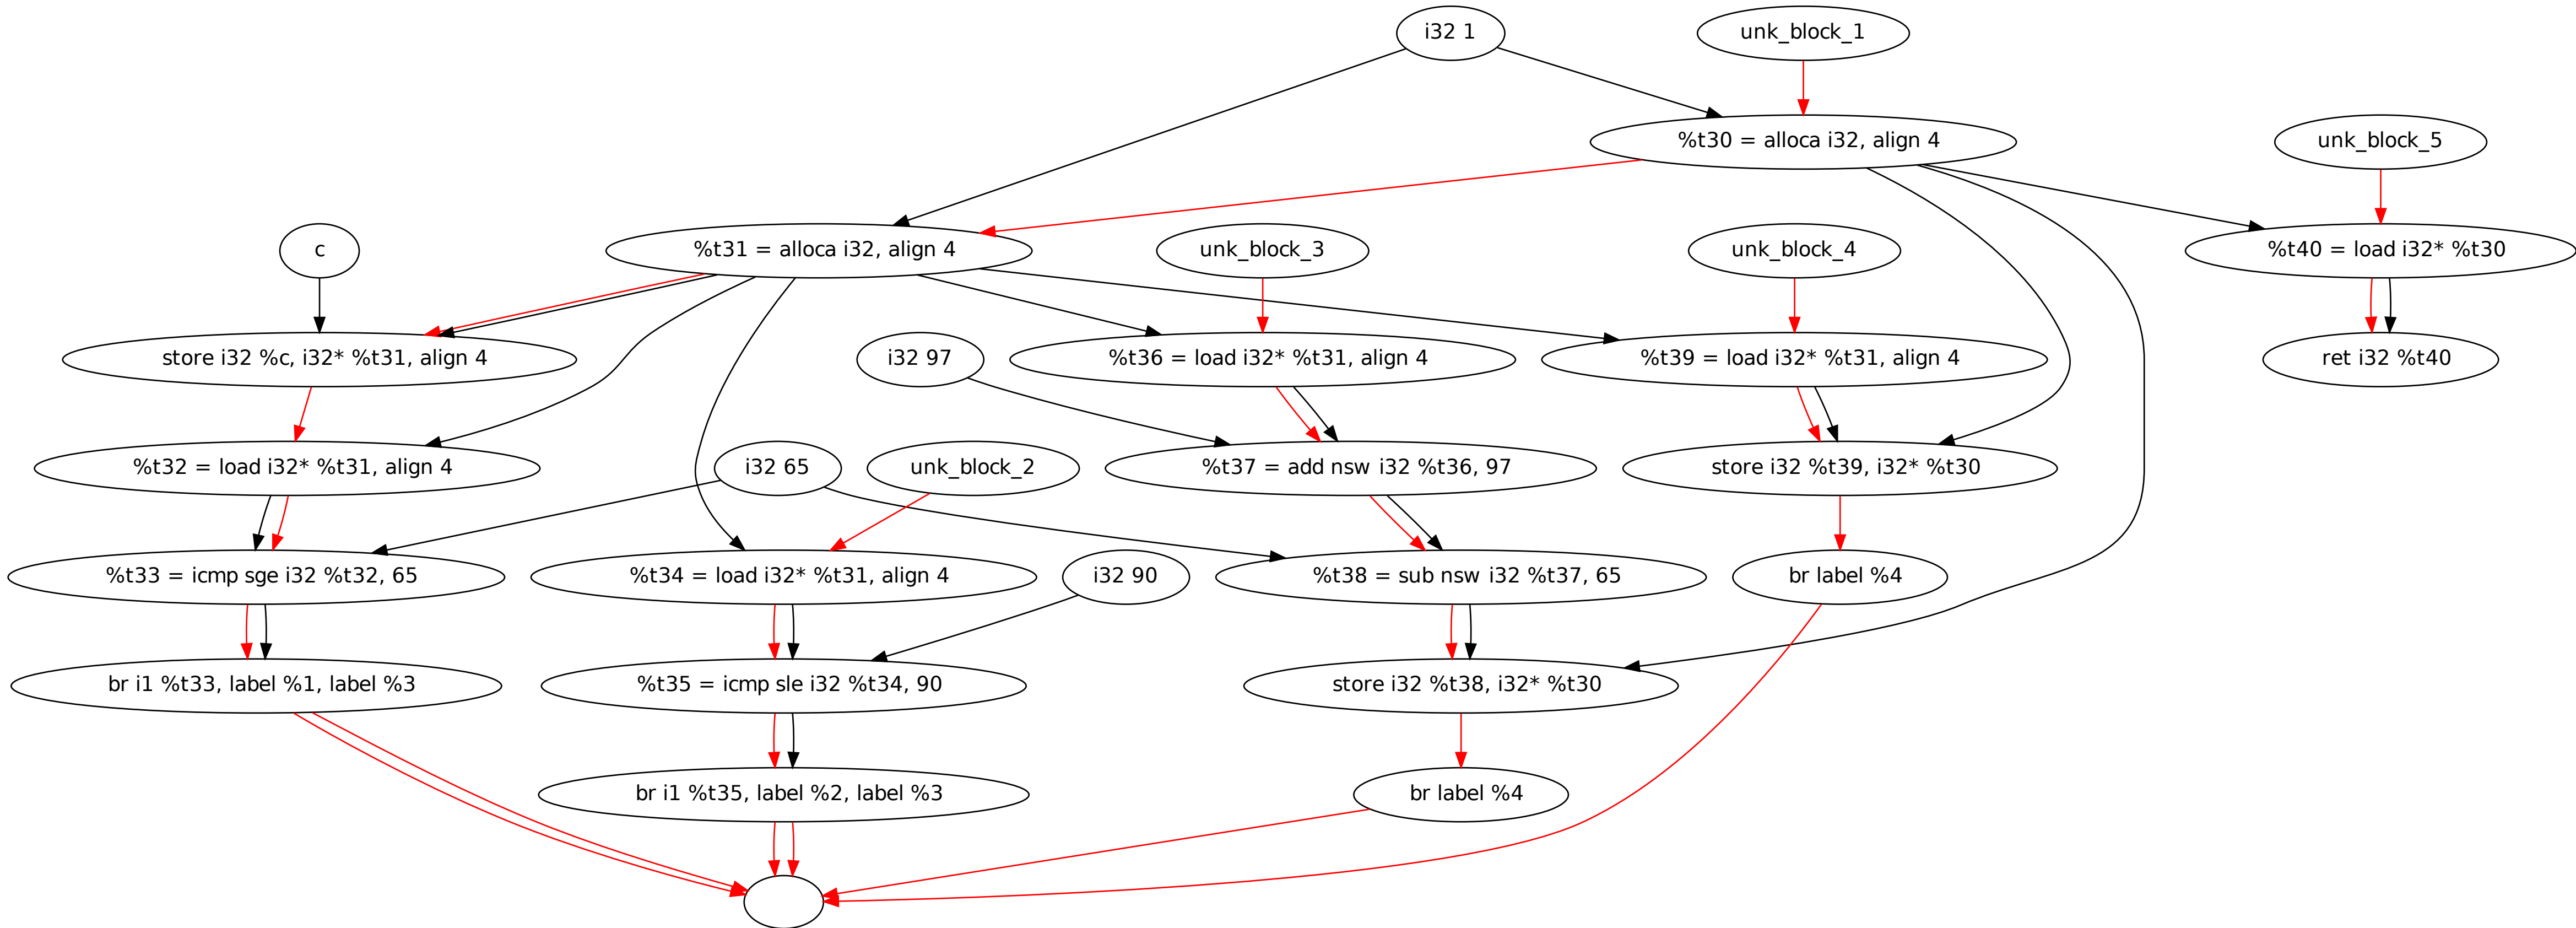 i32 1
unk_block_1
%t30 = alloca i32, align 4
unk_block_5
c
%t31 = alloca i32, align 4
unk_block_3
unk_block_4
%t40 = load i32* %t30
store i32 %c, i32* %t31, align 4
i32 97
%t36 = load i32* %t31, align 4
%t39 = load i32* %t31, align 4
ret i32 %t40
%t32 = load i32* %t31, align 4
i32 65
unk_block_2
%t37 = add nsw i32 %t36, 97
store i32 %t39, i32* %t30
%t33 = icmp sge i32 %t32, 65
%t34 = load i32* %t31, align 4
i32 90
%t38 = sub nsw i32 %t37, 65
br label %4
br i1 %t33, label %1, label %3
%t35 = icmp sle i32 %t34, 90
store i32 %t38, i32* %t30
br i1 %t35, label %2, label %3
br label %4